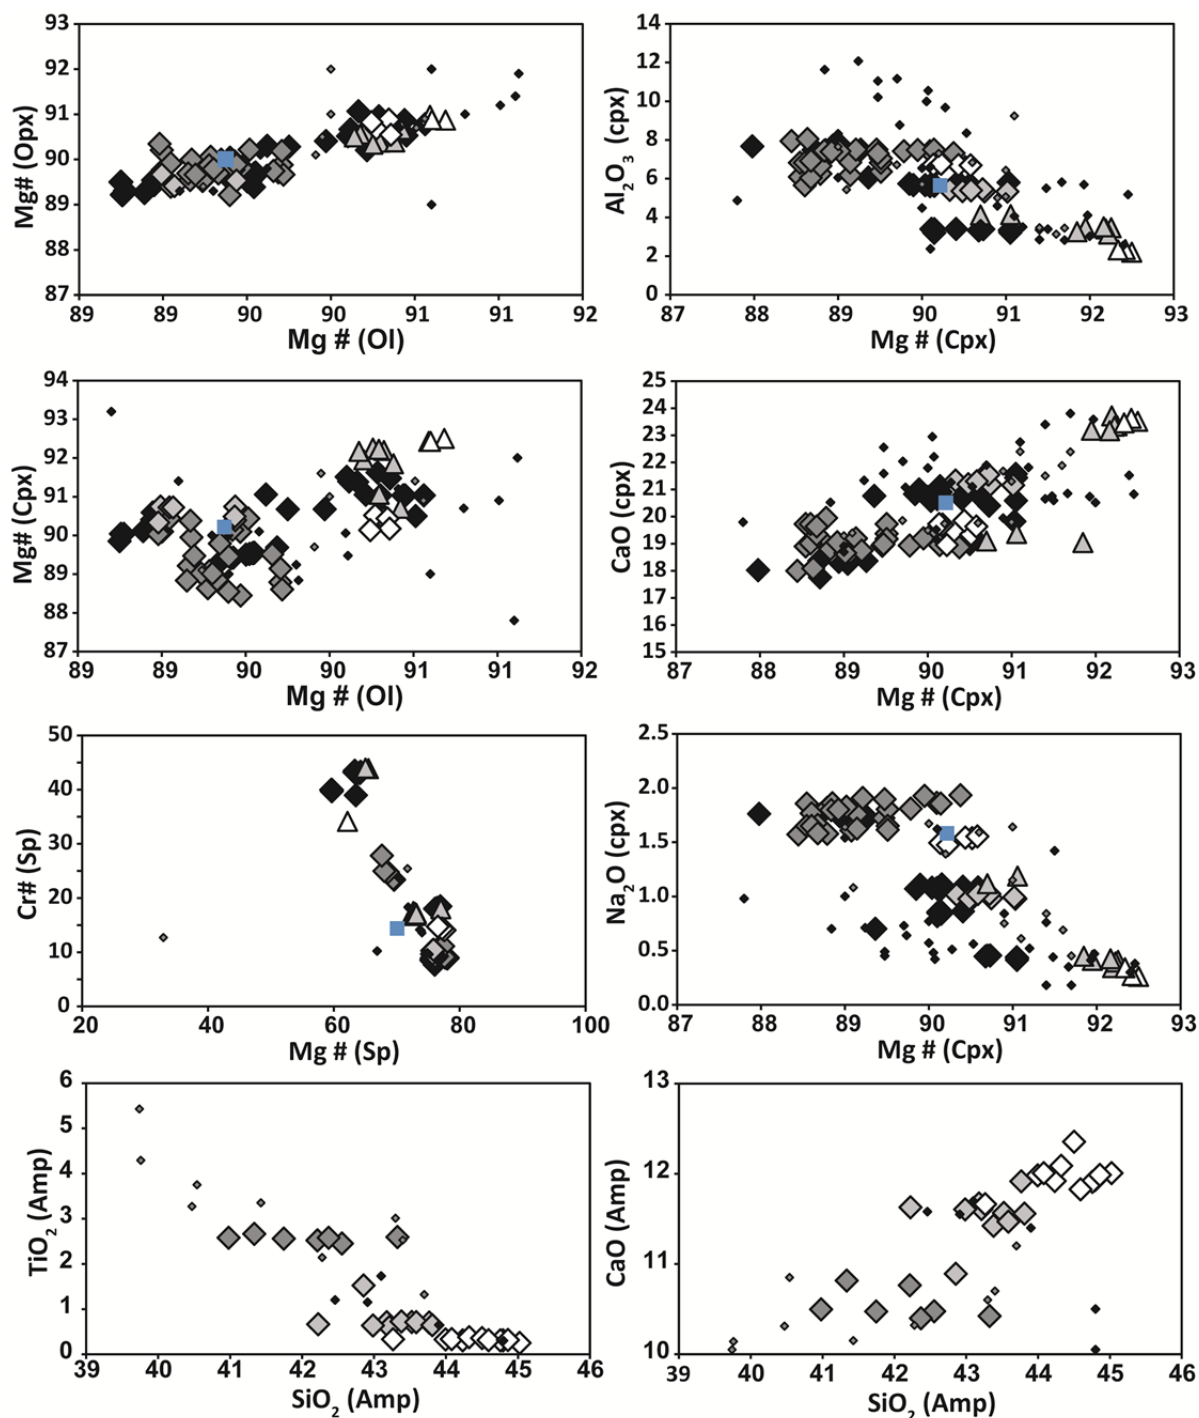 93
92
91
90
89
88
87
Mg# (Opx)
89 89 90 90 91 91 92
Mg # (Ol)
14
12
10
8
6
4
2
0
Al2O3 (cpx)
87 88 89 90 91 92 93
Mg # (Cpx)
94
93
92
91
90
89
88
87
Mg# (Cpx)
89 89 90 90 91 91 92
Mg # (Ol)
25
24
23
22
21
20
19
18
17
16
15
CaO (cpx)
87 88 89 90 91 92 93
Mg # (Cpx)
50
40
30
20
10
0
Cr# (Sp)
20 40 60 80 100
Mg # (Sp)
2.5
2.0
1.5
1.0
0.5
0.0
Na2O (cpx)
87 88 89 90 91 92 93
Mg # (Cpx)
6
5
4
3
2
1
0
TiO2 (Amp)
39 40 41 42 43 44 45 46
SiO2 (Amp)
13
12
11
10
CaO (Amp)
39 40 41 42 43 44 45 46
SiO2 (Amp)